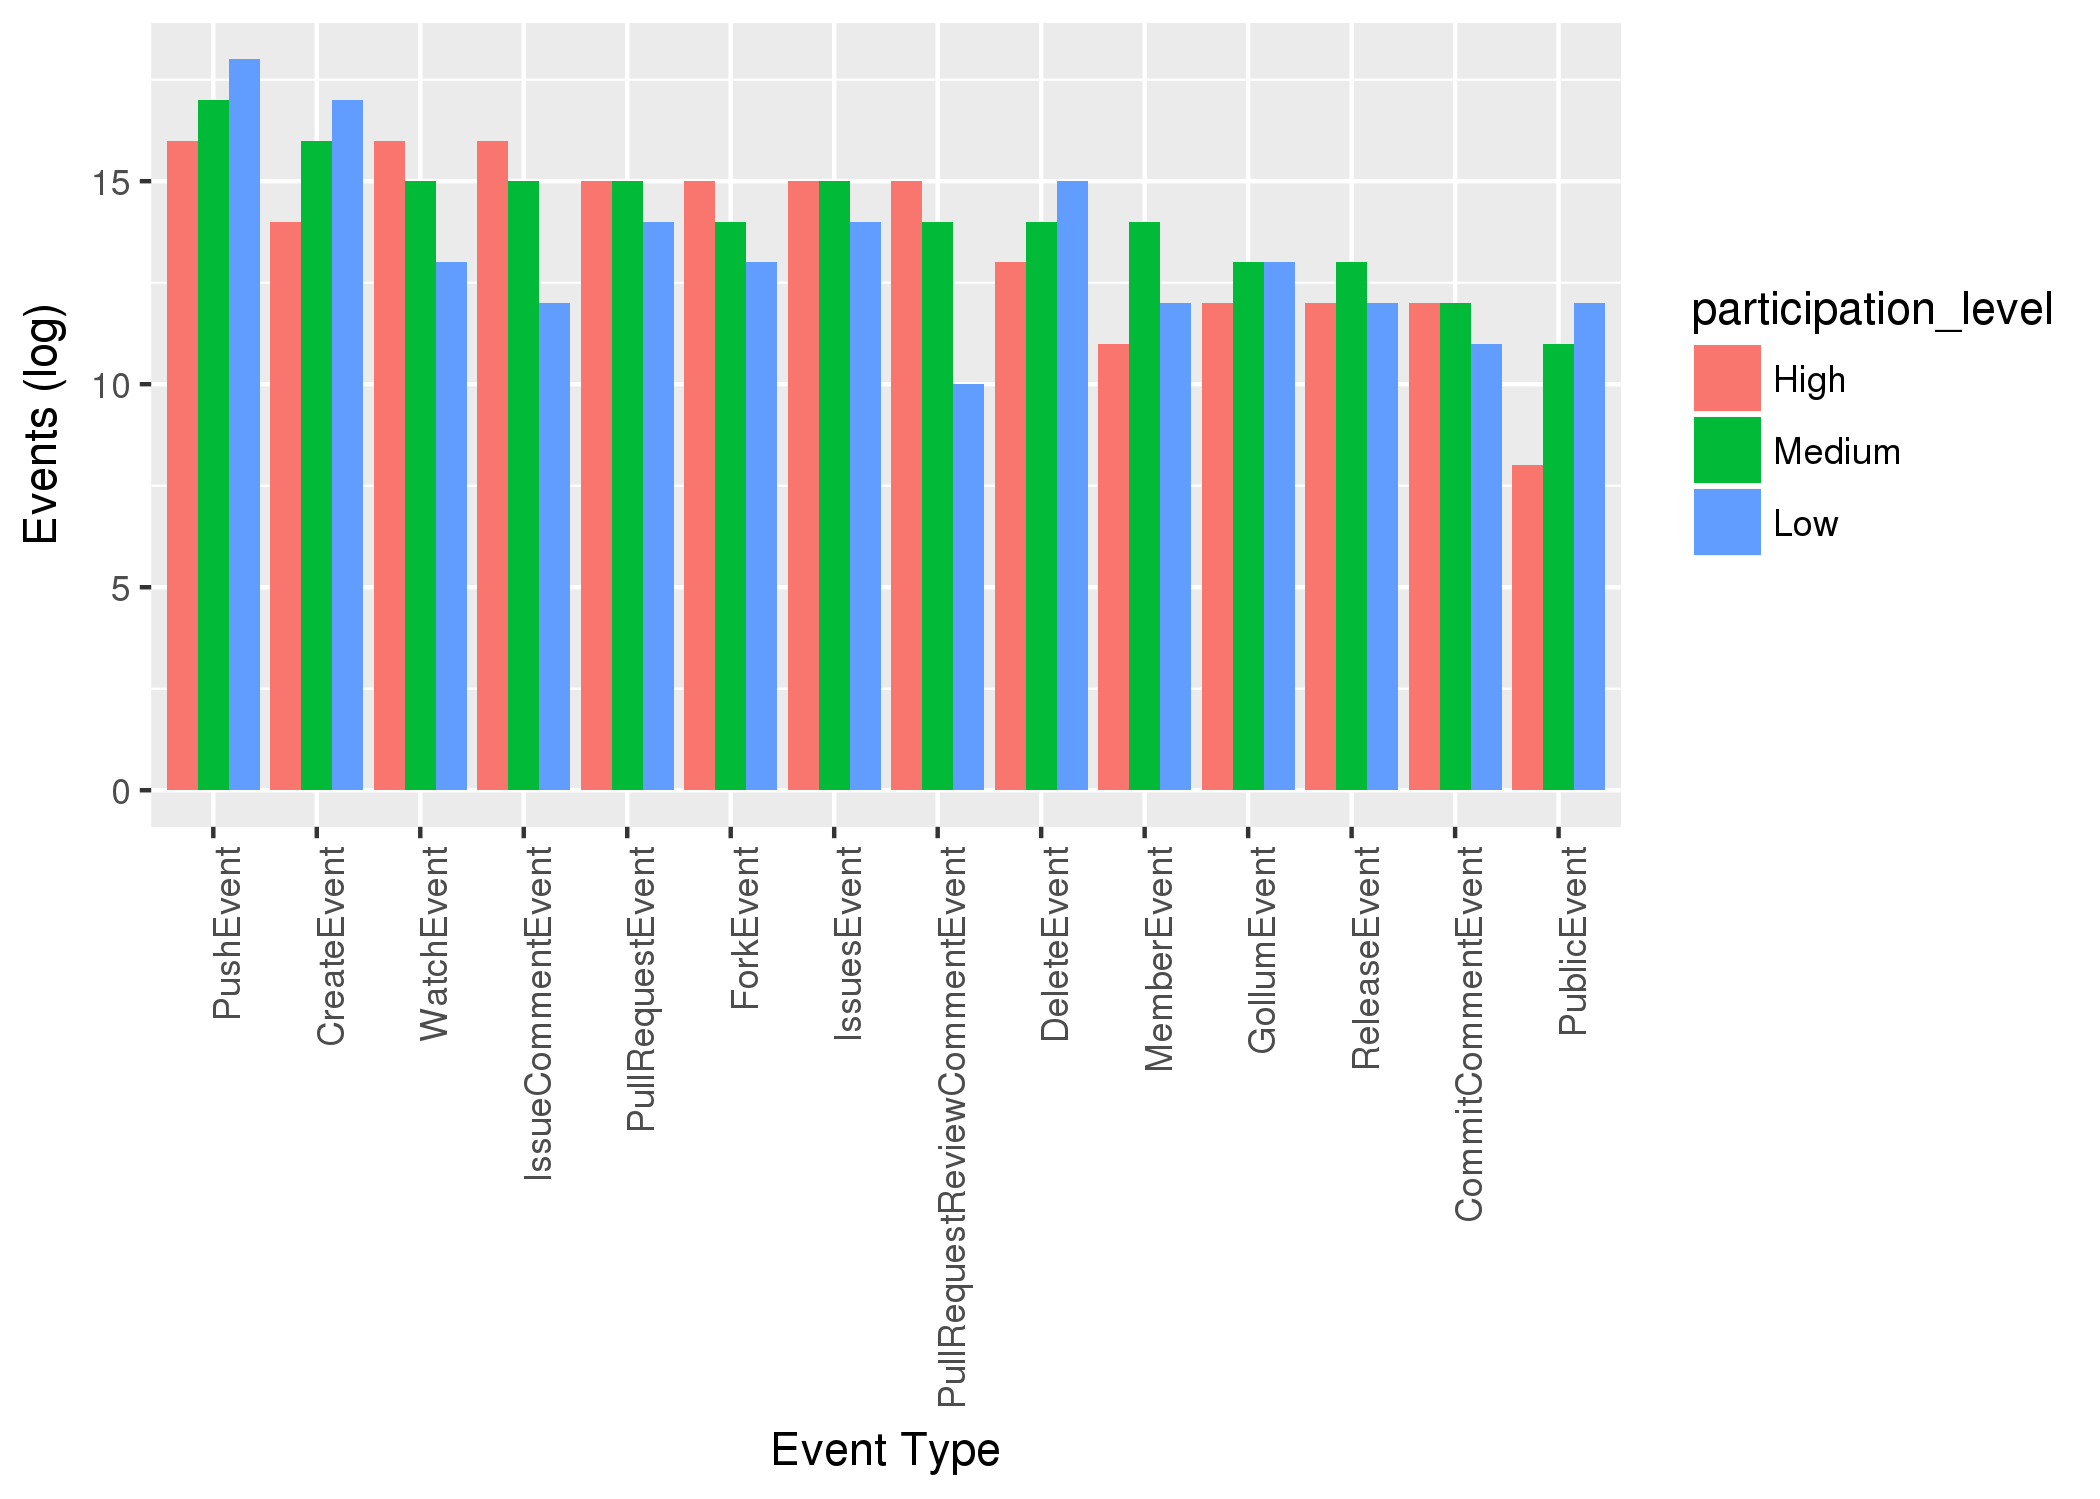 Events (log)
15
10
5
0
PushEvent
CreateEvent
WatchEvent
IssueCommentEvent
PullRequestEvent
ForkEvent
IssuesEvent
PullRequestReviewCommentEvent
DeleteEvent
MemberEvent
GollumEvent
ReleaseEvent
CommitCommentEvent
PublicEvent
Event Type
participation_level
High
Medium
Low